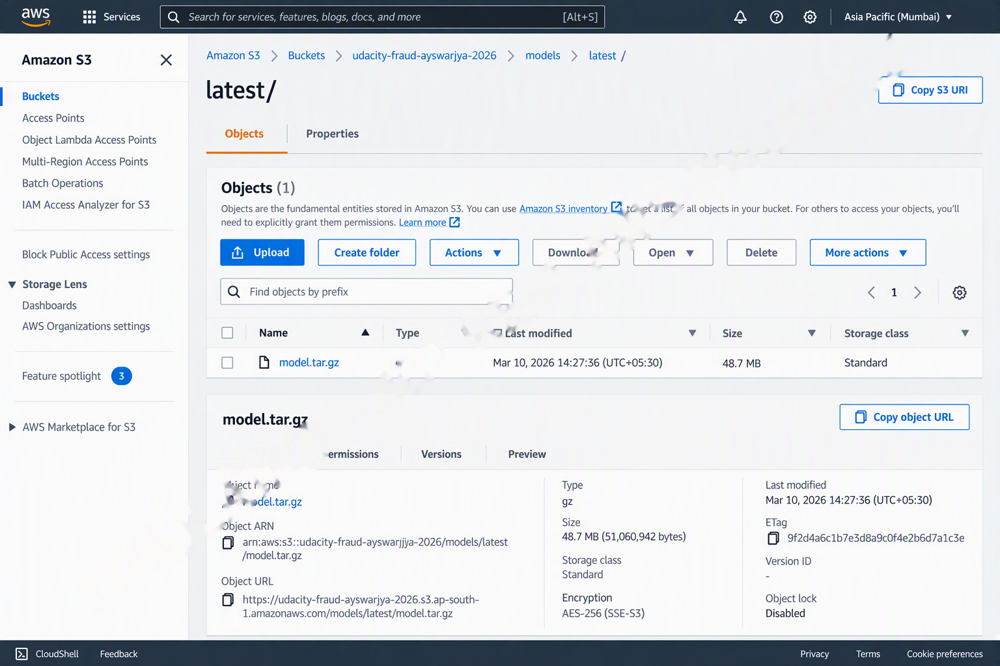 aws
Services
Search for services, features, blogs, docs, and more
[Alt+S]
Asia Pacific (Mumbai)
Amazon S3
Buckets
Access Points
Object Lambda Access Points
Multi-Region Access Points
Batch Operations
IAM Access Analyzer for S3
Block Public Access settings
Storage Lens
Dashboards
AWS Organizations settings
Feature spotlight 3
AWS Marketplace for S3
Amazon S3 > Buckets > udacity-fraud-ayswarjya-2026 > models > latest /
latest/
Copy S3 URI
Objects
Properties
Objects (1)
Objects are the fundamental entities stored in Amazon S3. You can use Amazon S3 inventory all objects in your bucket. For others to access your objects, you'll
need to explicitly grant them permissions. Learn more
Upload
Create folder
Actions
Download
Open
Delete
More actions
Find objects by prefix
1
Name Type Last modified Size Storage class
model.tar.gz Mar 10, 2026 14:27:36 (UTC+05:30) 48.7 MB Standard
model.tar.gz
Copy object URL
ermissions
Versions
Preview
model.tar.gz
Object ARN
arn:aws:s3::udacity-fraud-ayswarjya-2026/models/latest
/model.tar.gz
Object URL
https://udacity-fraud-ayswarjya-2026.s3.ap-south-
1.amazonaws.com/models/latest/model.tar.gz
Type
gz
Size
48.7 MB (51,060,942 bytes)
Storage class
Standard
Encryption
AES-256 (SSE-S3)
Last modified
Mar 10, 2026 14:27:36 (UTC+05:30)
ETag
9f2d4a6c1b7e3d8a9c0f4e2b6d7a1c3e
Version ID
-
Object lock
Disabled
CloudShell
Feedback
Privacy
Terms
Cookie preferences